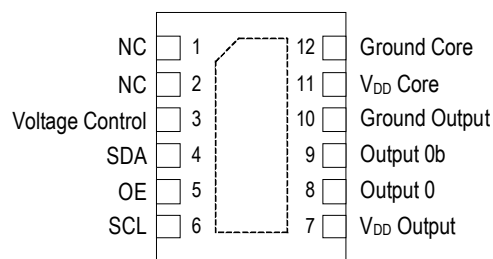 NC 1 12 Ground Core
NC 2 11 VDD Core
Voltage Control 3 10 Ground Output
SDA 4 9 Output 0b
OE 5 8 Output 0
SCL 6 7 VDD Output